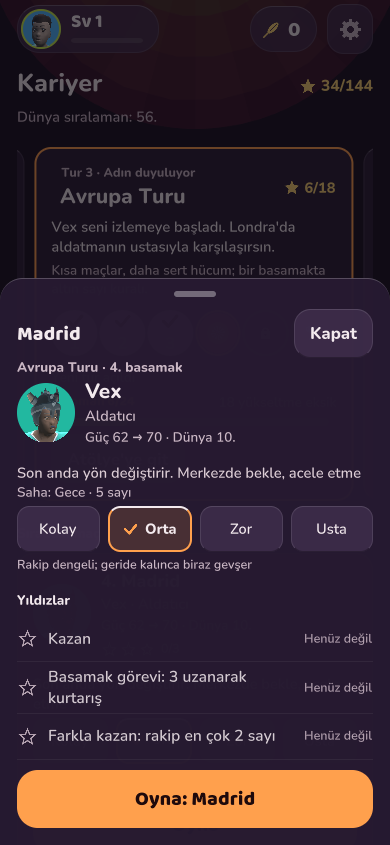 Sv 1
0
Kariyer
34/144
Dünya sıralaman: 56.
Tur 3 · Adın duyuluyor
Avrupa Turu
6/18
Vex seni izlemeye başladı. Londra'da
aldatmanın ustasıyla karşılaşırsın.
Kısa maçlar, daha sert hücum; bir basamakta
Madrid
Kapat
Avrupa Turu · 4. basamak
Vex
Aldatıcı
Güç 62 → 70 · Dünya 10.
Son anda yön değiştirir. Merkezde bekle, acele etme
Saha: Gece · 5 sayı
Kolay
Orta
Zor
Usta
Rakip dengeli; geride kalınca biraz gevşer
Yıldızlar
Kazan
Henüz değil
Basamak görevi: 3 uzanarak
kurtarış
Henüz değil
Farkla kazan: rakip en çok 2 sayı
Henüz değil
Oyna: Madrid